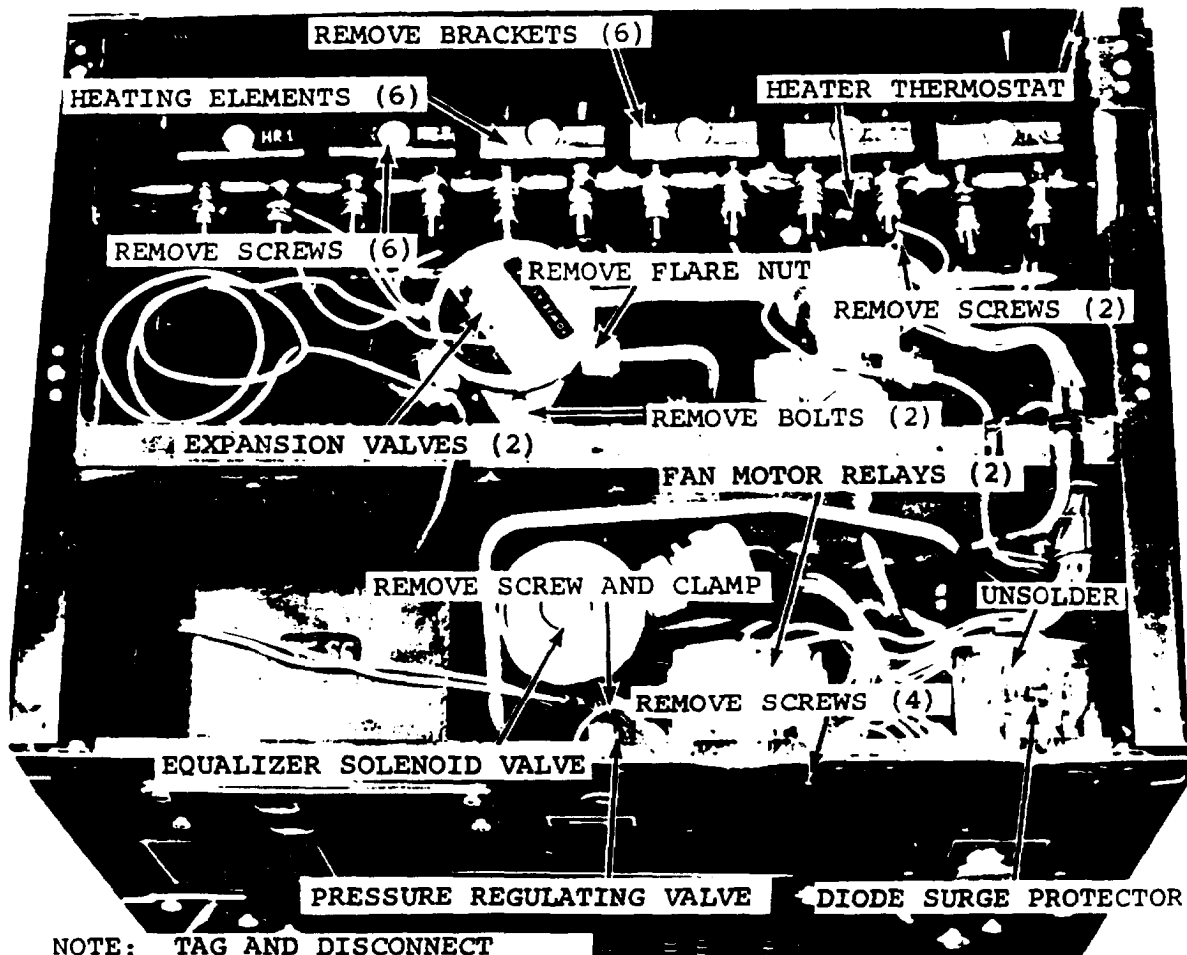 REMOVE BRACKETS (6)
HEATING ELEMENTS (6)
HEATER THERMOSTAT
HR1
REMOVE SCREWS (6)
REMOVE FLARE NUT
REMOVE SCREWS (2)
REMOVE BOLTS (2)
EXPANSION VALVES (2)
FAN MOTOR RELAYS (2)
REMOVE SCREW AND CLAMP
UNSOLDER
REMOVE SCREWS (4)
EQUALIZER SOLENOID VALVE
PRESSURE REGULATING VALVE
DIODE SURGE PROTECTOR
NOTE: TAG AND DISCONNECT